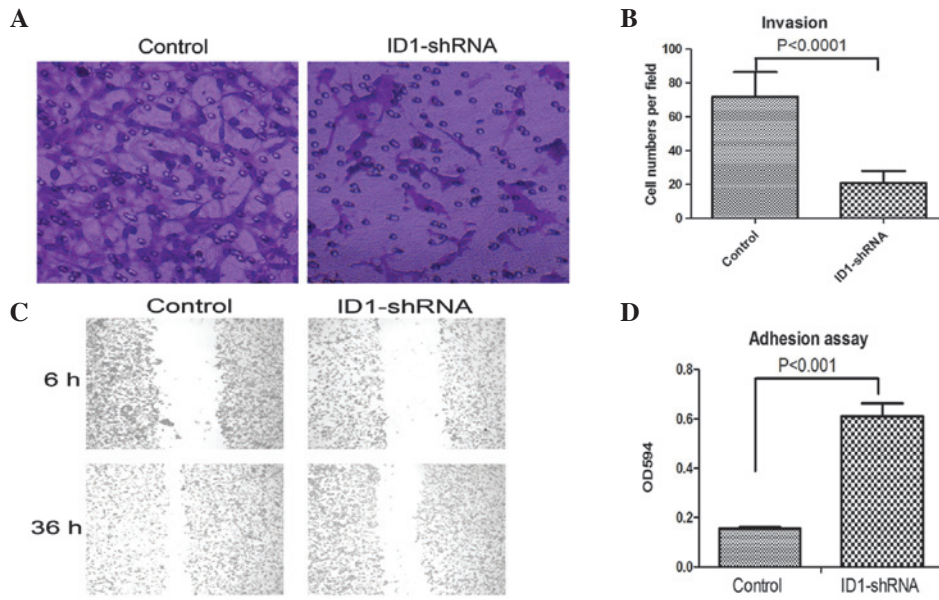 A
Control
ID1-shRNA
B
Invasion
P<0.0001
Cell numbers per field
100
80
60
40
20
0
Control
ID1-shRNA
C
Control
ID1-shRNA
6 h
36 h
D
Adhesion assay
P<0.001
OD594
0.8
0.6
0.4
0.2
0.0
Control
ID1-shRNA